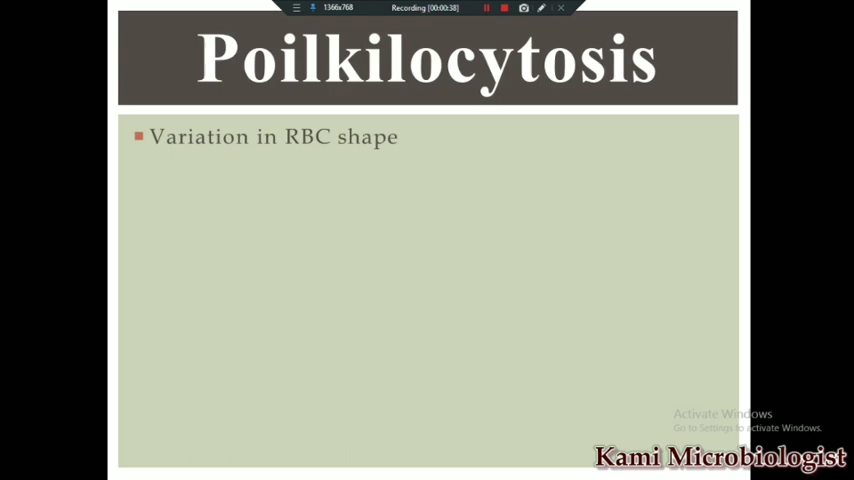 1366x768
Recording [00:00:38]
Poilkilocytosis
Variation in RBC shape
Activate Windows
Go to Settings to activate Windows.
Kami Microbiologist